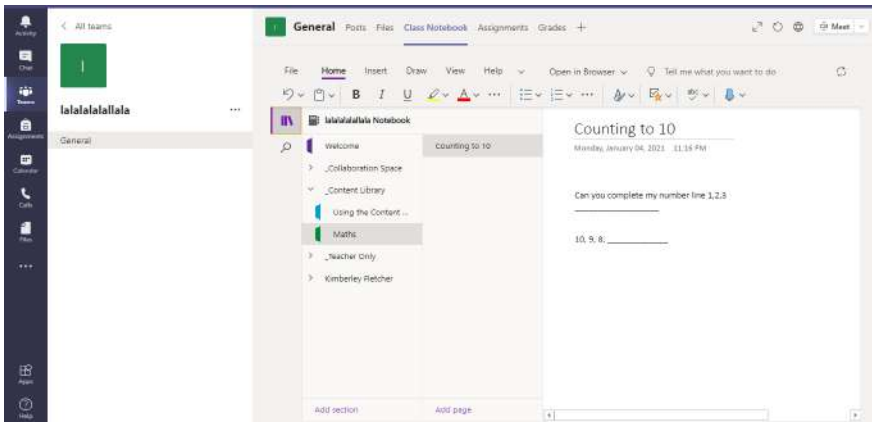 Activity
Chat
Teams
Assignments
Calendar
Calls
Files
Apps
Help
All teams
I
lalalalalallala
General
I
General Posts Files Class Notebook Assignments Grades
Meet
File Home Insert Draw View Help Open in Browser Tell me what you want to do
B I U A
lalalalalallala Notebook
Welcome
_Collaboration Space
_Content Library
Using the Content ...
Maths
_Teacher Only
Kimberley Fletcher
Add section
Counting to 10
Add page
Counting to 10
Monday, January 04, 2021 11:16 PM
Can you complete my number line 1,2,3
_______________
10, 9, 8, ___________